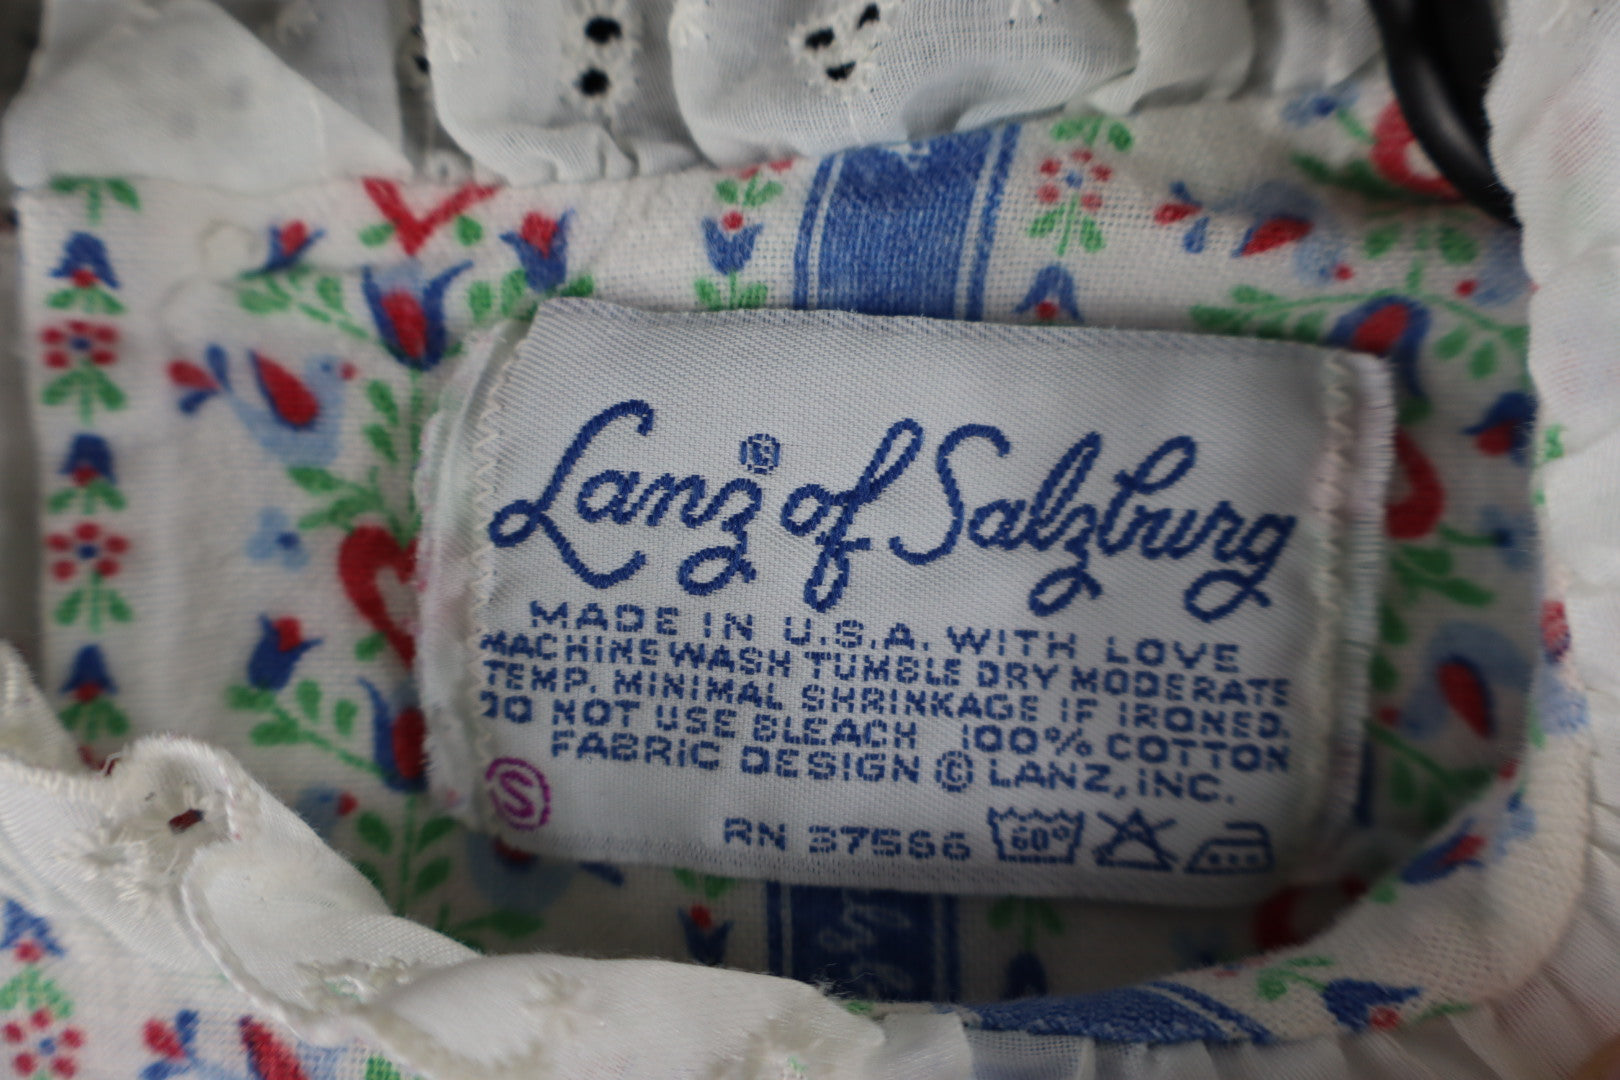 Lanz® of Salzburg
MADE IN U.S.A. WITH LOVE
MACHINE WASH TUMBLE DRY MODERATE
TEMP. MINIMAL SHRINKAGE IF IRONED.
DO NOT USE BLEACH 100% COTTON
FABRIC DESIGN © LANZ, INC.
S
RN 37566 60°